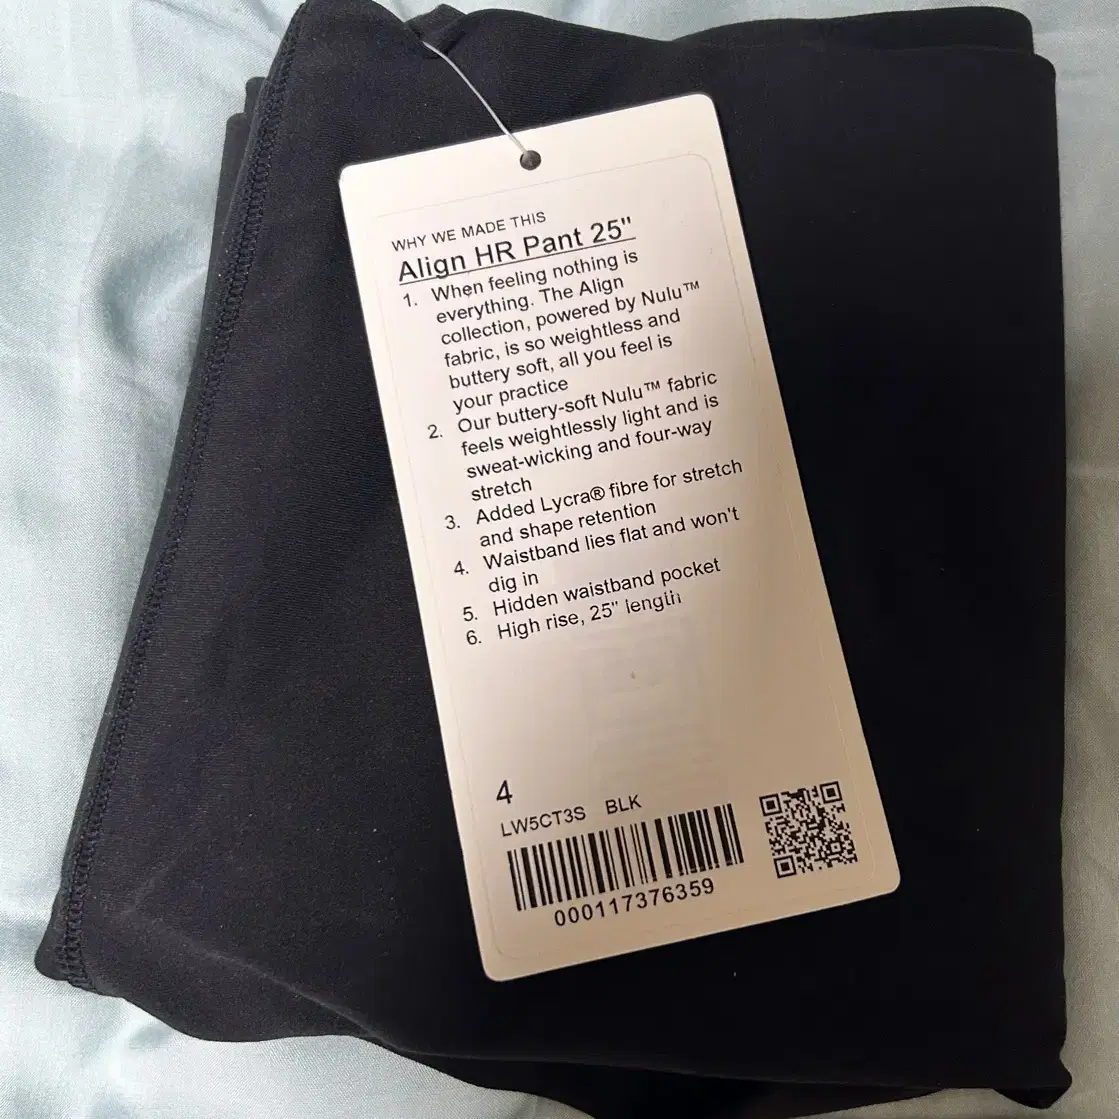 WHY WE MADE THIS
Align HR Pant 25"
1. When feeling nothing is
everything. The Align
collection, powered by Nulu™
fabric, is so weightless and
buttery soft, all you feel is
your practice
2. Our buttery-soft Nulu™ fabric
feels weightlessly light and is
sweat-wicking and four-way
stretch
3. Added Lycra® fibre for stretch
and shape retention
4. Waistband lies flat and won't
dig in
5. Hidden waistband pocket
6. High rise, 25" length
4
LW5CT3S BLK
000117376359